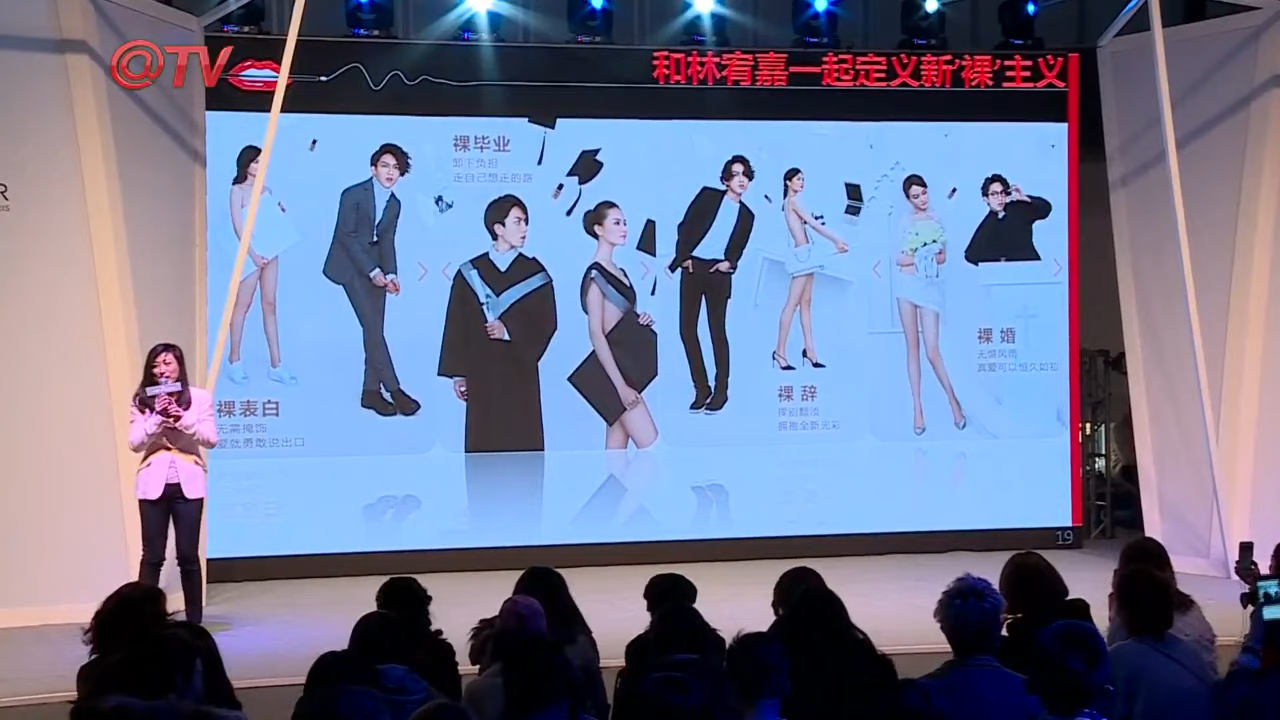 @TV
和林宥嘉一起定义新'裸'主义
裸毕业
卸下负担
走自己想走的路
裸表白
无需掩饰
爱就勇敢说出口
裸 辞
挥别黯淡
拥抱全新光彩
裸 婚
无惧风雨
真爱可以恒久如初
19
R